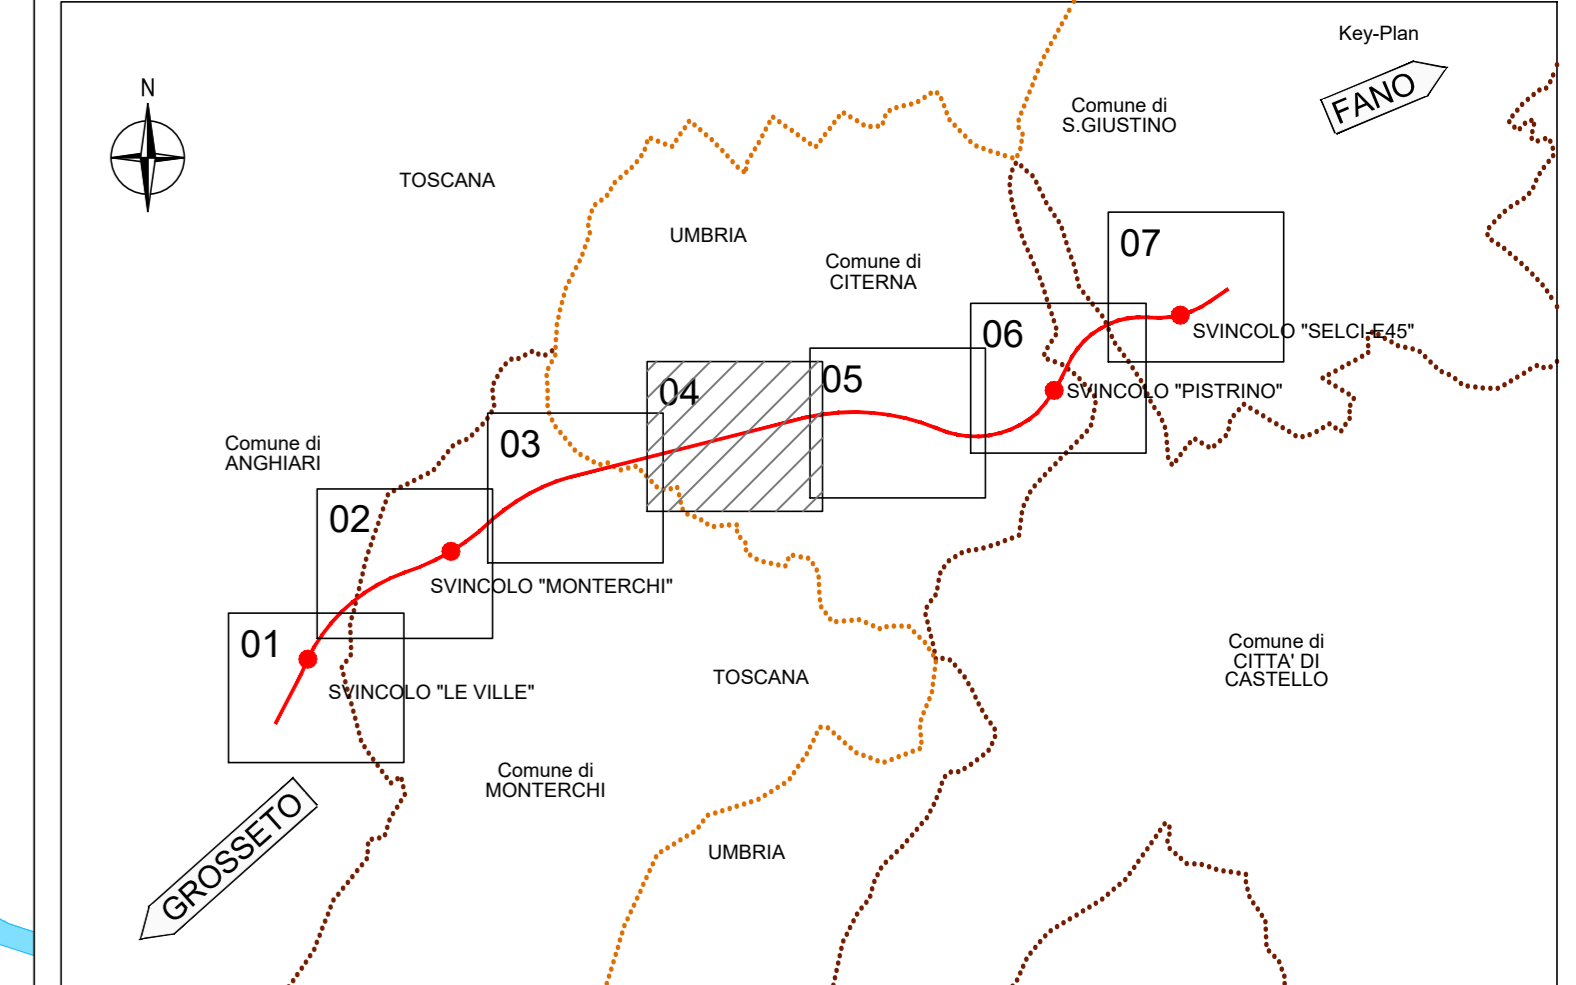 Key-Plan
FANO
N
Comune di
S.GIUSTINO
TOSCANA
UMBRIA
07
Comune di
CITERNA
06
SVINCOLO "SELCI-E45"
05
04
SVINCOLO "PISTRINO"
03
Comune di
ANGHIARI
02
SVINCOLO "MONTERCHI"
01
SVINCOLO "LE VILLE"
TOSCANA
Comune di
CITTA' DI
CASTELLO
Comune di
MONTERCHI
GROSSETO
UMBRIA